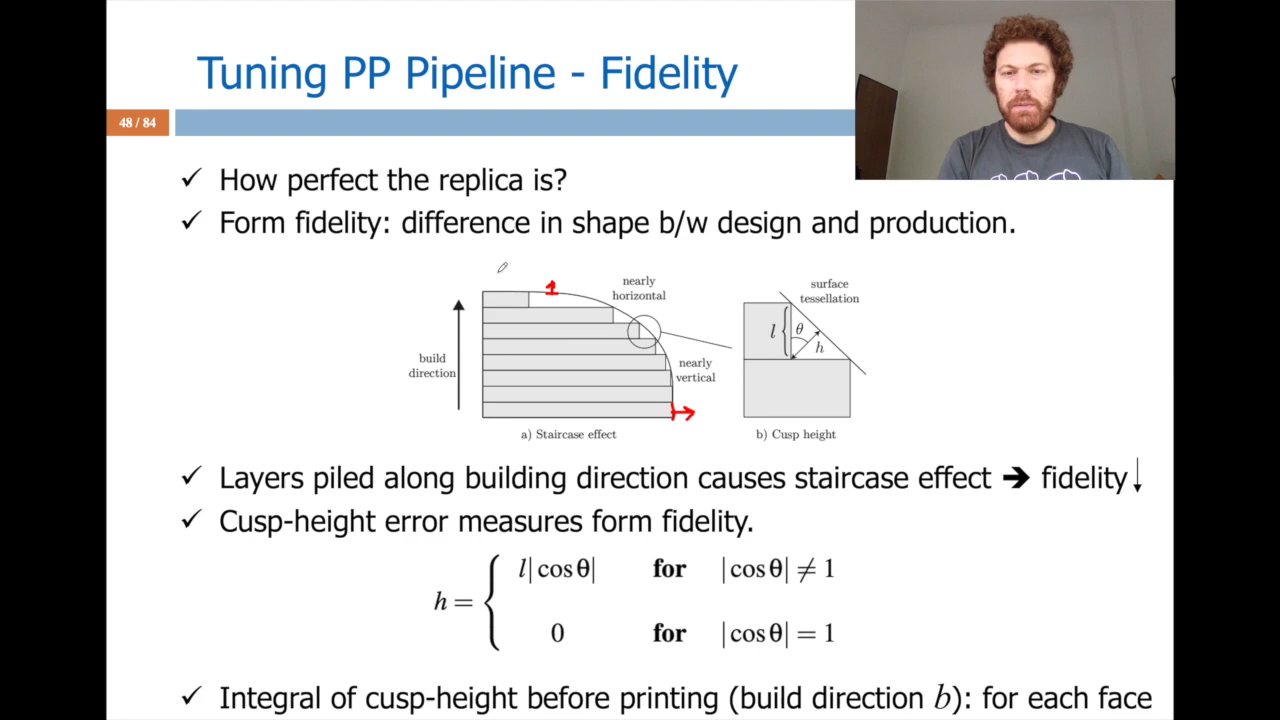 Tuning PP Pipeline - Fidelity
48 / 84
✓ How perfect the replica is?
✓ Form fidelity: difference in shape b/w design and production.
build
direction
nearly
horizontal
nearly
vertical
a) Staircase effect
surface
tessellation
l
θ
h
b) Cusp height
✓ Layers piled along building direction causes staircase effect ➔ fidelity↓
✓ Cusp-height error measures form fidelity.
h = { l|cosθ| for |cosθ| ≠ 1
0 for |cosθ| = 1
✓ Integral of cusp-height before printing (build direction b): for each face